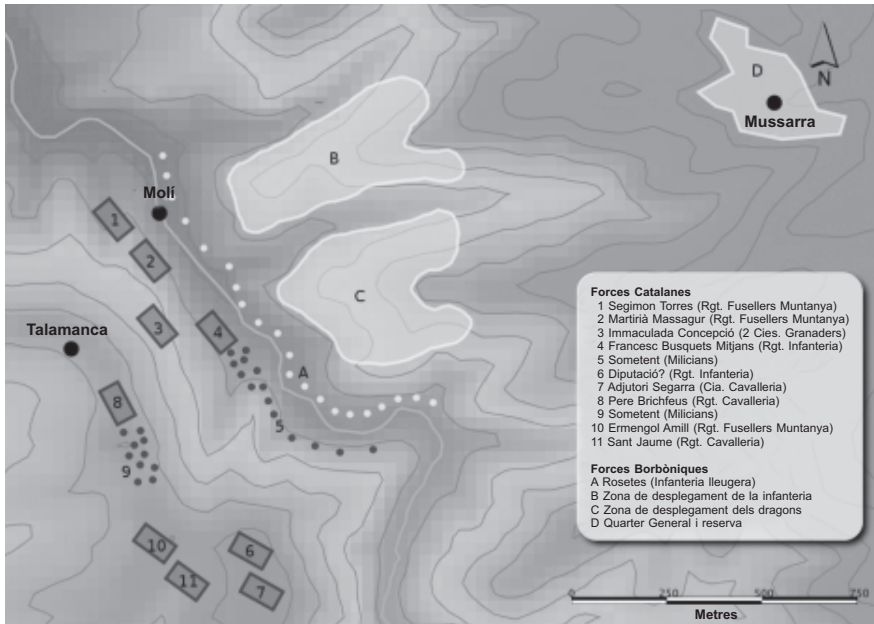 D
N
Mussarra
B
Molí
1
2
C
Talamanca
3
4
A
8
5
9
10
6
11
7
Forces Catalanes
1 Segimon Torres (Rgt. Fusellers Muntanya)
2 Martirià Massagur (Rgt. Fusellers Muntanya)
3 Immaculada Concepció (2 Cies. Granaders)
4 Francesc Busquets Mitjans (Rgt. Infanteria)
5 Sometent (Milicians)
6 Diputació? (Rgt. Infanteria)
7 Adjutori Segarra (Cia. Cavalleria)
8 Pere Brichfeus (Rgt. Cavalleria)
9 Sometent (Milicians)
10 Ermengol Amill (Rgt. Fusellers Muntanya)
11 Sant Jaume (Rgt. Cavalleria)
Forces Borbòniques
A Rosetes (Infanteria lleugera)
B Zona de desplegament de la infanteria
C Zona de desplegament dels dragons
D Quarter General i reserva
0 250 500 750
Metres